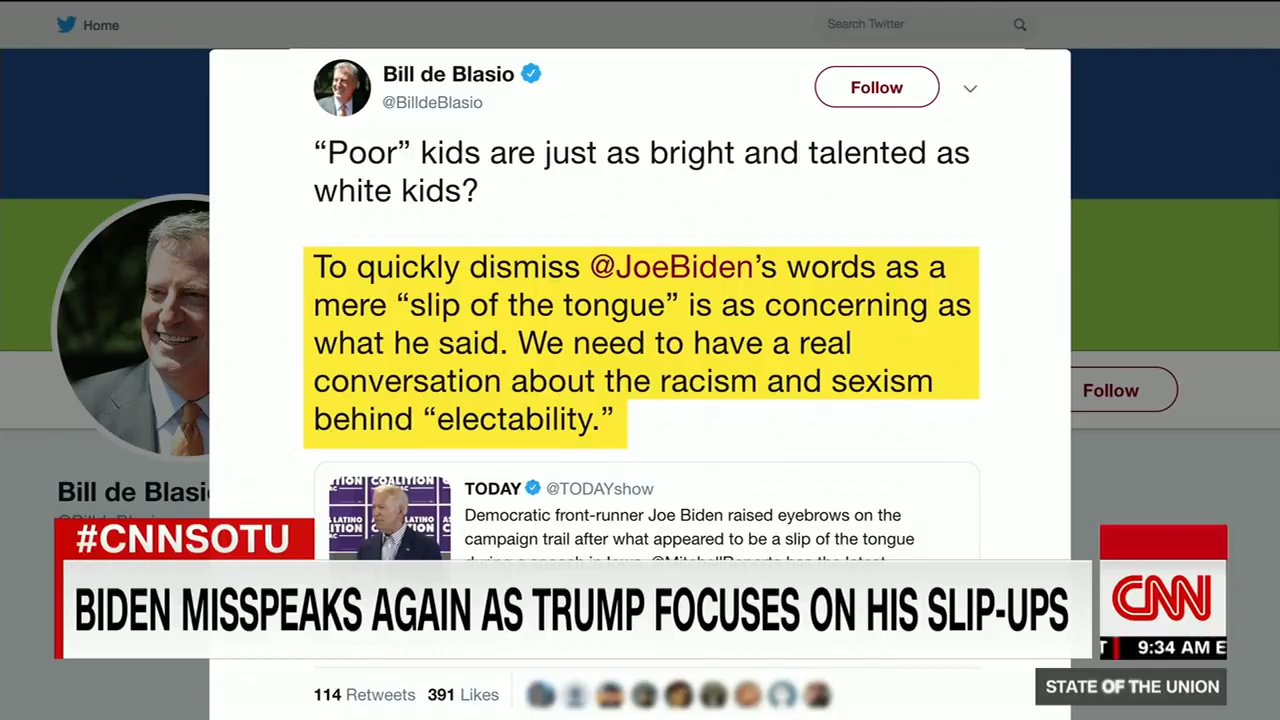 Home
Search Twitter
Bill de Blasio
@BilldeBlasio
Follow
“Poor” kids are just as bright and talented as
white kids?
To quickly dismiss @JoeBiden’s words as a
mere “slip of the tongue” is as concerning as
what he said. We need to have a real
conversation about the racism and sexism
behind “electability.”
Follow
Bill de Blasi
TODAY @TODAYshow
Democratic front-runner Joe Biden raised eyebrows on the
campaign trail after what appeared to be a slip of the tongue
COALITION
LATINO
#CNNSOTU
BIDEN MISSPEAKS AGAIN AS TRUMP FOCUSES ON HIS SLIP-UPS
CNN
9:34 AM E
114 Retweets 391 Likes
STATE OF THE UNION